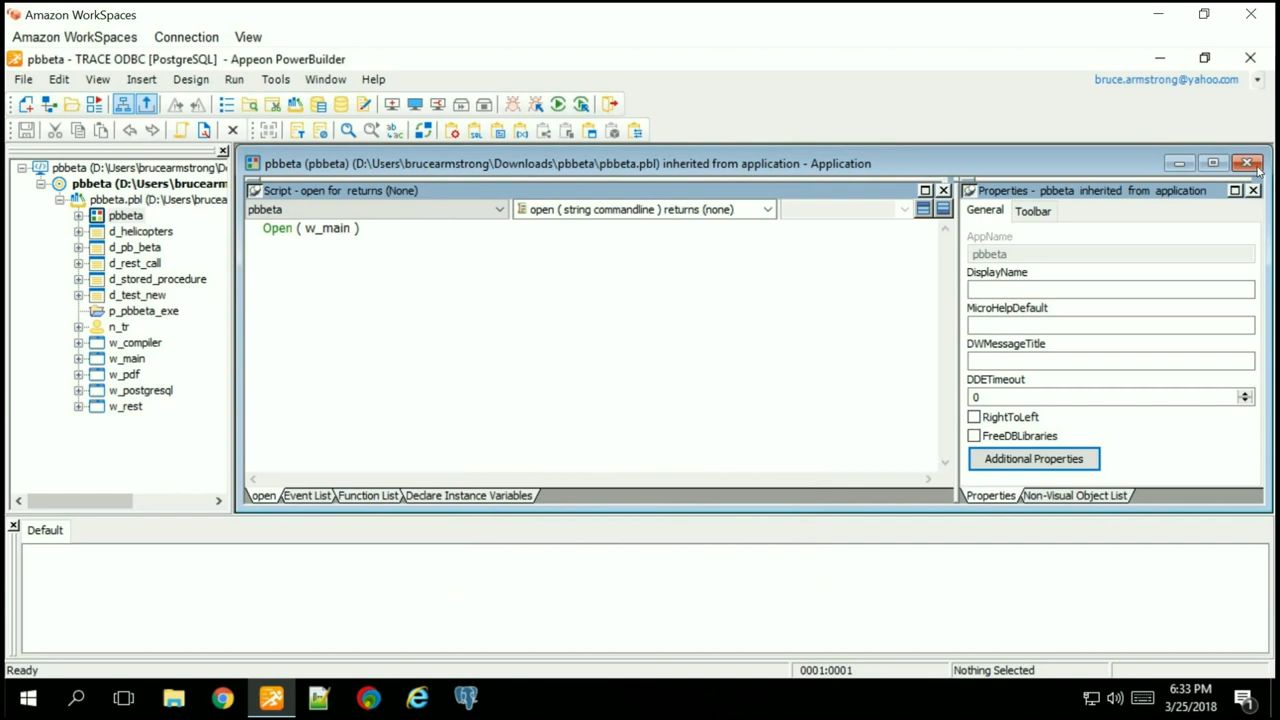 Amazon WorkSpaces
Amazon WorkSpaces Connection View
pbbeta - TRACE ODBC [PostgreSQL] - Appeon PowerBuilder
File Edit View Insert Design Run Tools Window Help
bruce.armstrong@yahoo.com
pbbeta (D:\Users\brucearmstrong\D
pbbeta (D:\Users\brucearm
pbbeta.pbl (D:\Users\brucea
pbbeta
d_helicopters
d_pb_beta
d_rest_call
d_stored_procedure
d_test_new
p_pbbeta_exe
n_tr
w_compiler
w_main
w_pdf
w_postgresql
w_rest
pbbeta (pbbeta) (D:\Users\brucearmstrong\Downloads\pbbeta\pbbeta.pbl) inherited from application - Application
Script - open for returns (None)
pbbeta
open ( string commandline ) returns (none)
Open ( w_main )
open Event List Function List Declare Instance Variables
Properties - pbbeta inherited from application
General Toolbar
AppName
pbbeta
DisplayName
MicroHelpDefault
DWMessageTitle
DDETimeout
0
RightToLeft
FreeDBLibraries
Additional Properties
Properties Non-Visual Object List
Default
Ready
0001:0001
Nothing Selected
6:33 PM
3/25/2018
1